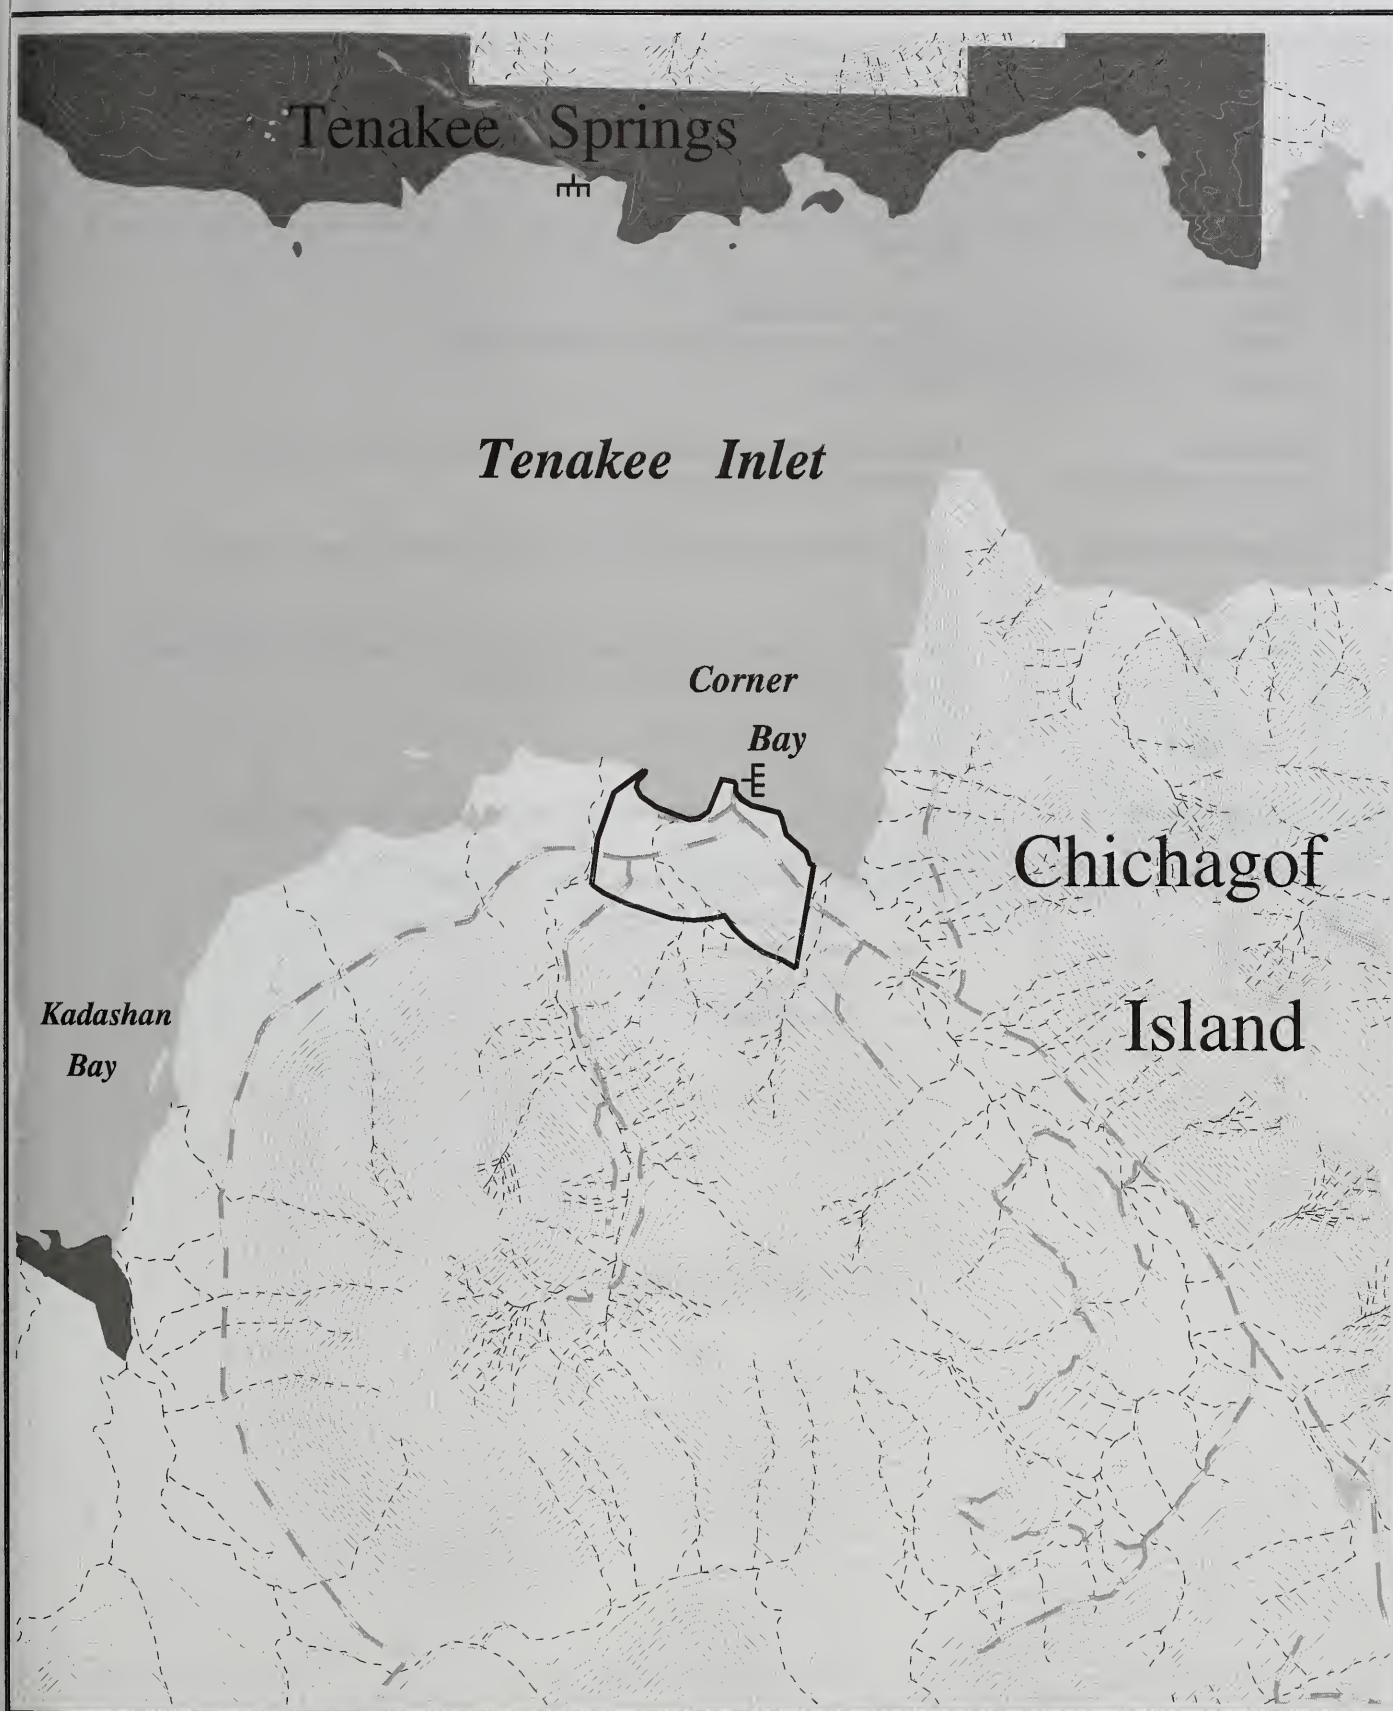 Tenakee Springs
Tenakee Inlet
Corner
Bay
Chichagof
Island
Kadashan
Bay